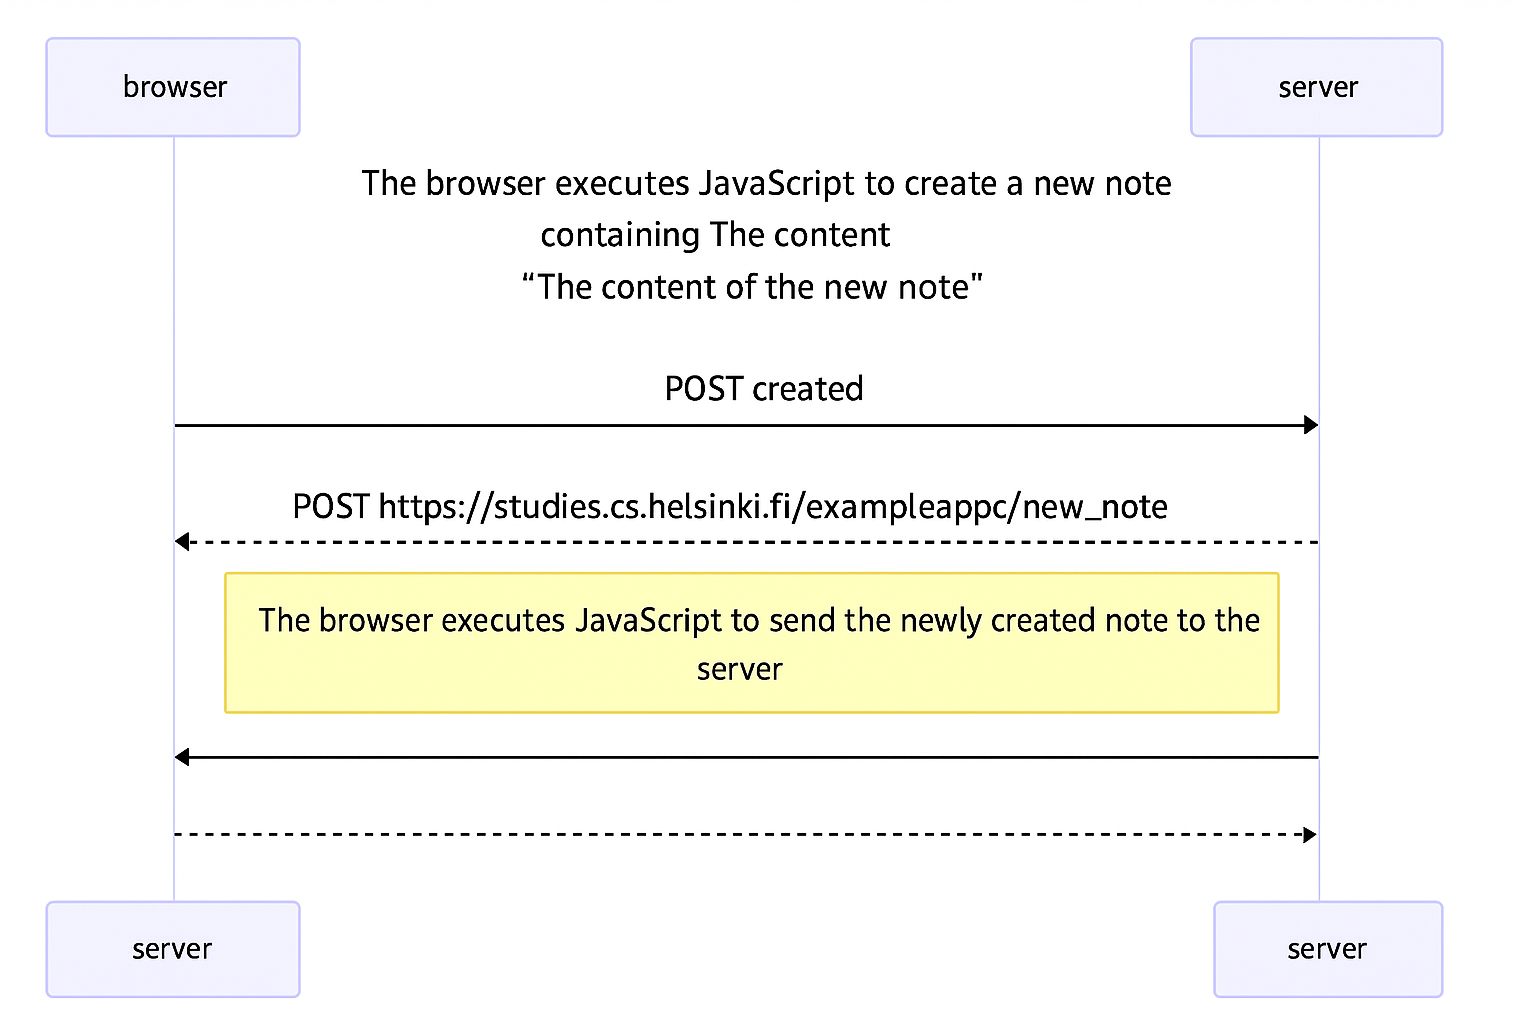 browser
server
The browser executes JavaScript to create a new note
containing The content
“The content of the new note"
POST created
POST https://studies.cs.helsinki.fi/exampleappc/new_note
The browser executes JavaScript to send the newly created note to the
server
server
server